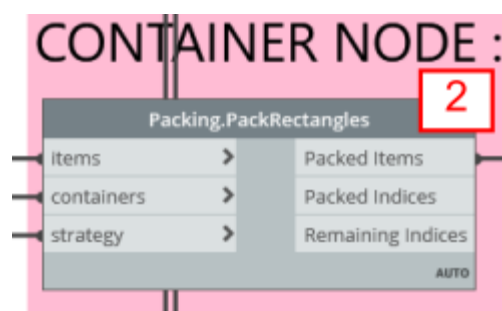 CONTAINER NODE :
2
Packing.PackRectangles
items > Packed Items
containers > Packed Indices
strategy > Remaining Indices
AUTO